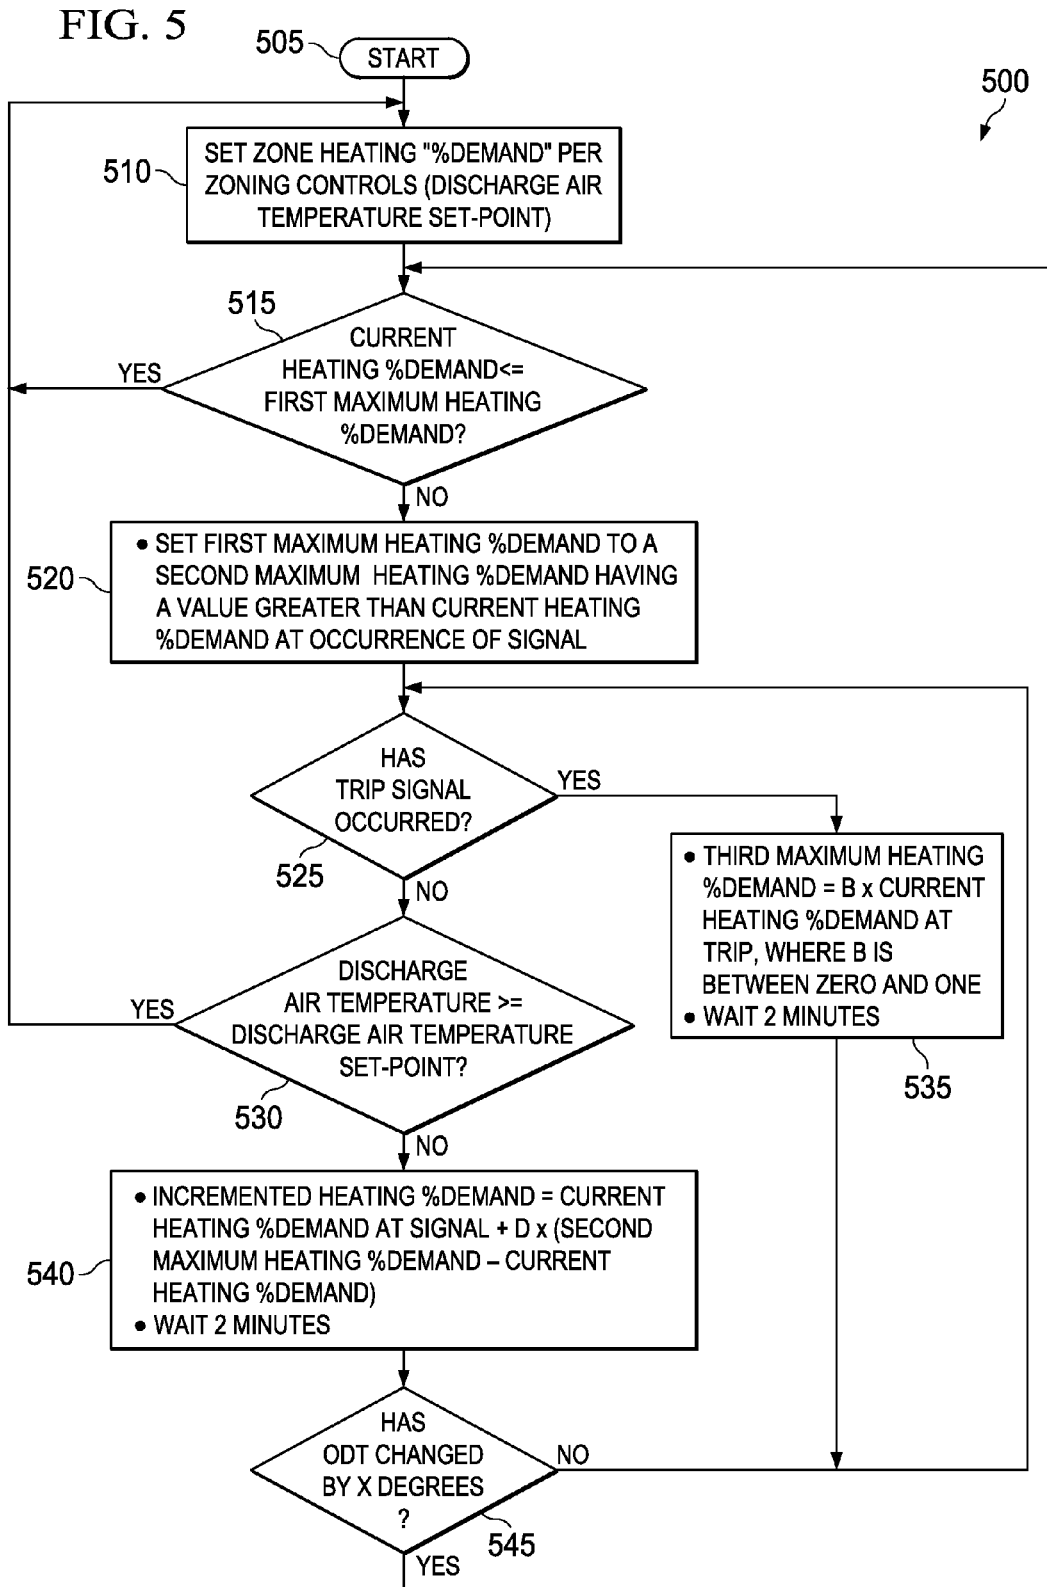 FIG. 5
505
START
500
510
SET ZONE HEATING "%DEMAND" PER
ZONING CONTROLS (DISCHARGE AIR
TEMPERATURE SET-POINT)
515
CURRENT
HEATING %DEMAND<=
FIRST MAXIMUM HEATING
%DEMAND?
YES
NO
520
• SET FIRST MAXIMUM HEATING %DEMAND TO A
SECOND MAXIMUM HEATING %DEMAND HAVING
A VALUE GREATER THAN CURRENT HEATING
%DEMAND AT OCCURRENCE OF SIGNAL
HAS
TRIP SIGNAL
OCCURRED?
YES
525
NO
• THIRD MAXIMUM HEATING
%DEMAND = B x CURRENT
HEATING %DEMAND AT
TRIP, WHERE B IS
BETWEEN ZERO AND ONE
• WAIT 2 MINUTES
535
DISCHARGE
AIR TEMPERATURE >=
DISCHARGE AIR TEMPERATURE
SET-POINT?
YES
530
NO
540
• INCREMENTED HEATING %DEMAND = CURRENT
HEATING %DEMAND AT SIGNAL + D x (SECOND
MAXIMUM HEATING %DEMAND – CURRENT
HEATING %DEMAND)
• WAIT 2 MINUTES
HAS
ODT CHANGED
BY X DEGREES
?
NO
545
YES